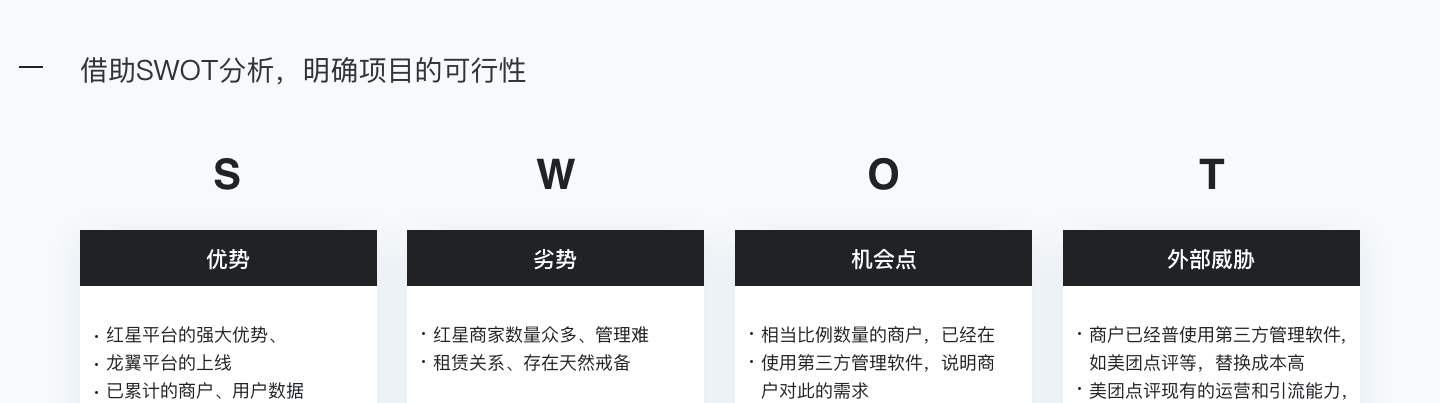 借助SWOT分析，明确项目的可行性
S
优势
· 红星平台的强大优势、
· 龙翼平台的上线
· 已累计的商户、用户数据
W
劣势
· 红星商家数量众多、管理难
· 租赁关系、存在天然戒备
O
机会点
· 相当比例数量的商户，已经在
· 使用第三方管理软件，说明商
户对此的需求
T
外部威胁
· 商户已经普使用第三方管理软件，
如美团点评等，替换成本高
· 美团点评现有的运营和引流能力，